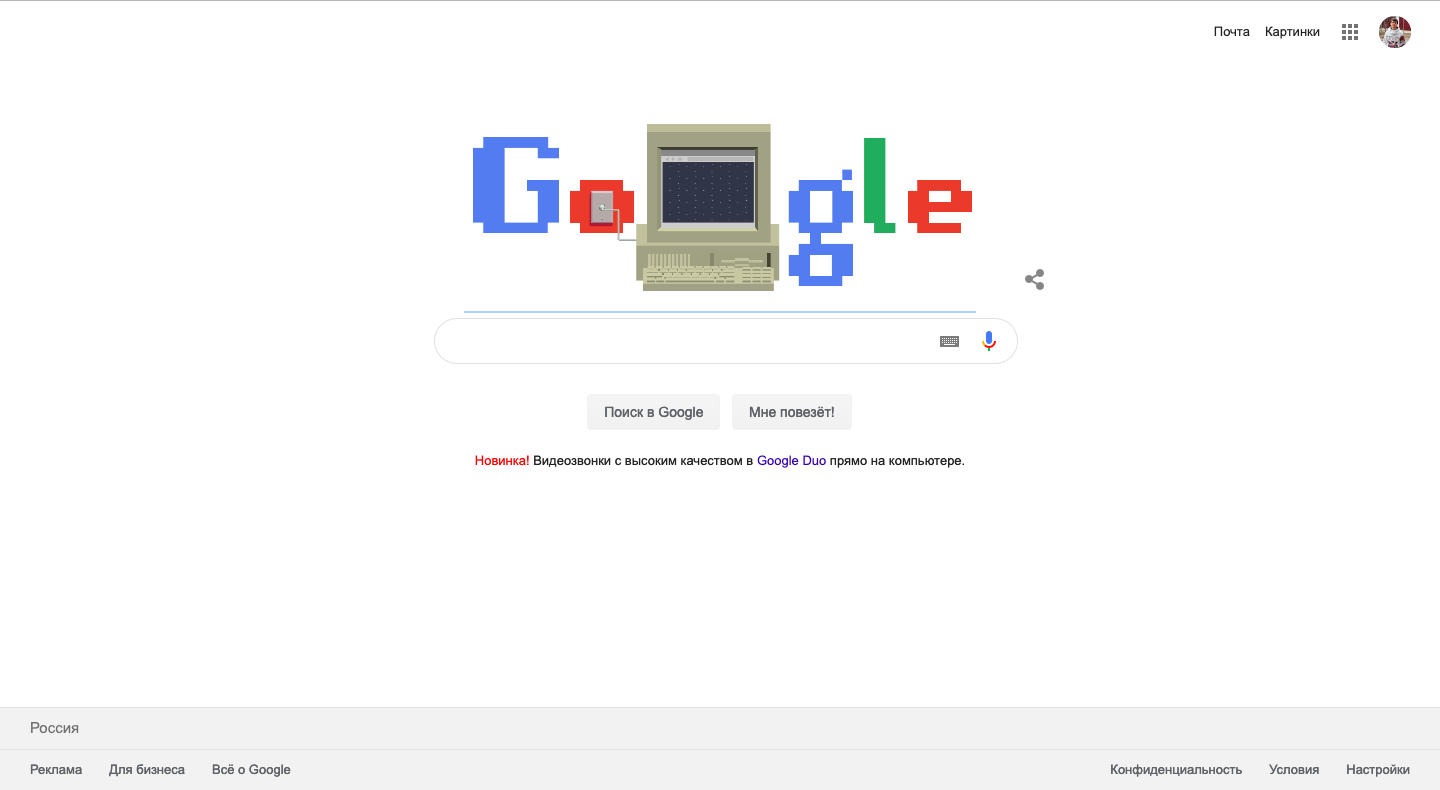 Почта Картинки
Google
Поиск в Google Мне повезёт!
Новинка! Видеозвонки с высоким качеством в Google Duo прямо на компьютере.
Россия
Реклама Для бизнеса Всё о Google Конфиденциальность Условия Настройки